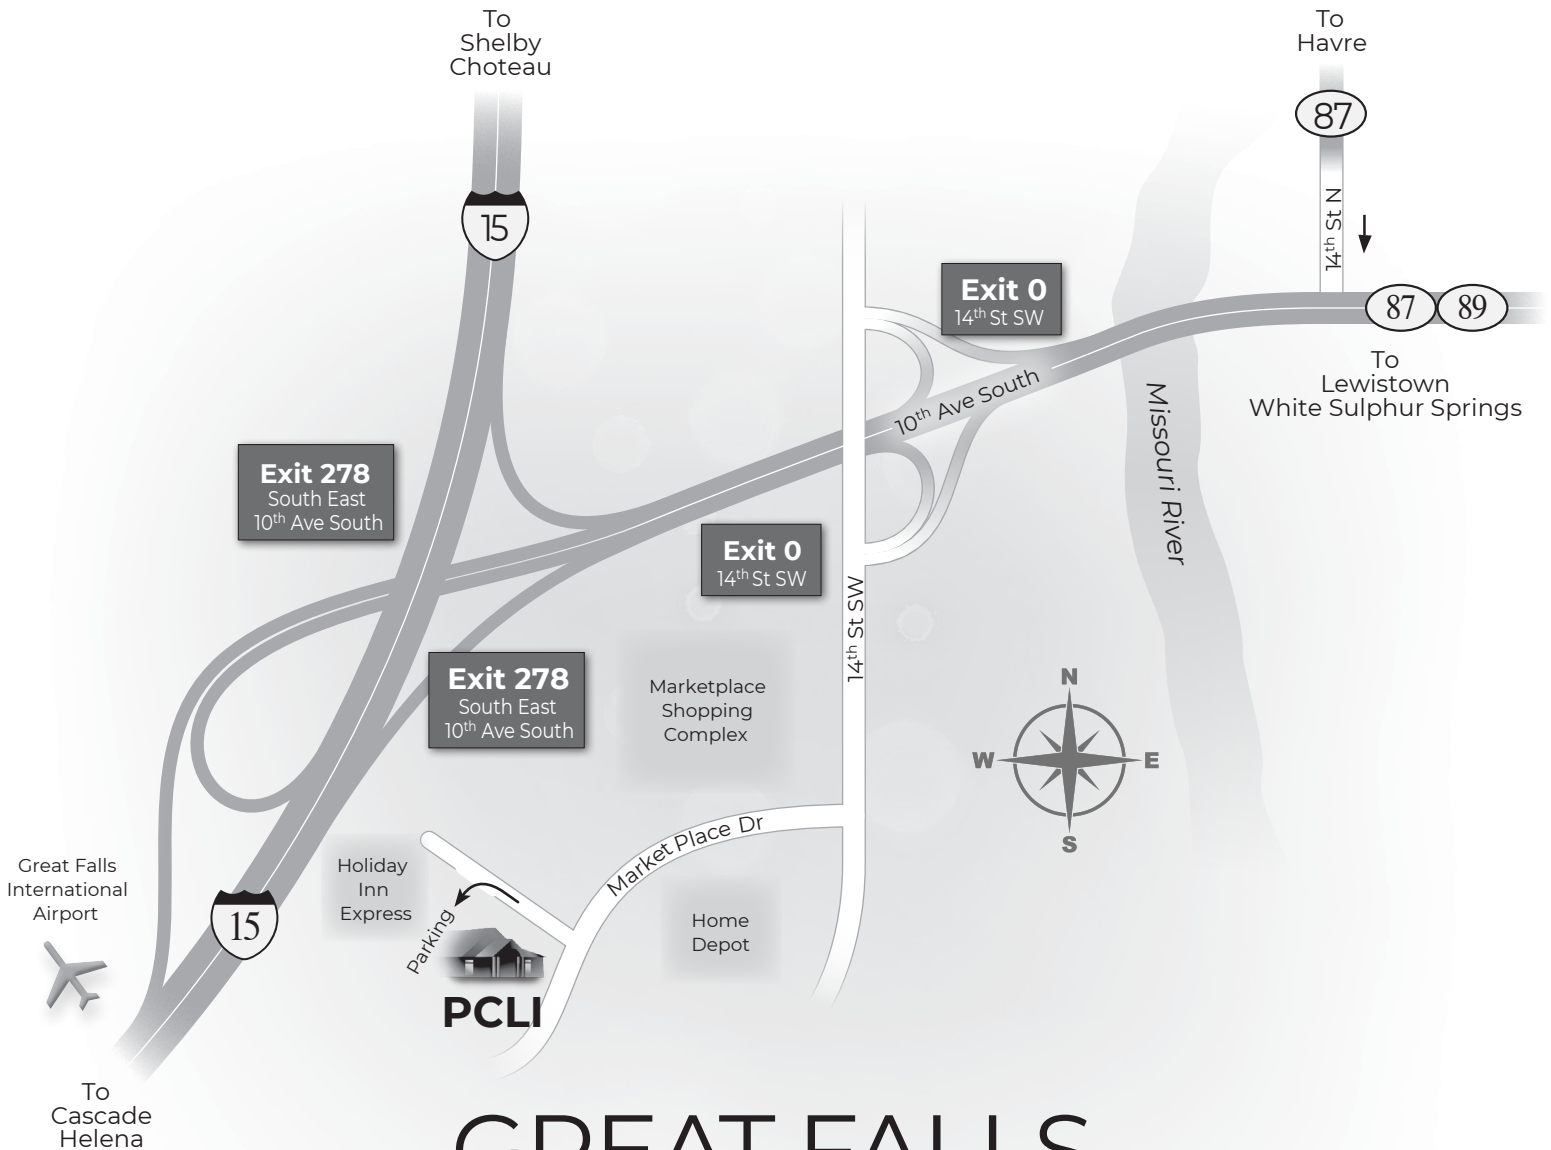 To
Shelby
Choteau
To
Havre
87
15
14th St N
Exit 0
14th St SW
87
89
To
Lewistown
White Sulphur Springs
10th Ave South
Missouri River
Exit 278
South East
10th Ave South
Exit 0
14th St SW
14th St SW
Exit 278
South East
10th Ave South
Marketplace
Shopping
Complex
N
W
E
S
Market Place Dr
Great Falls
International
Airport
Holiday
Inn
Express
15
Parking
Home
Depot
PCLI
To
Cascade
Helena
GREAT FALLS